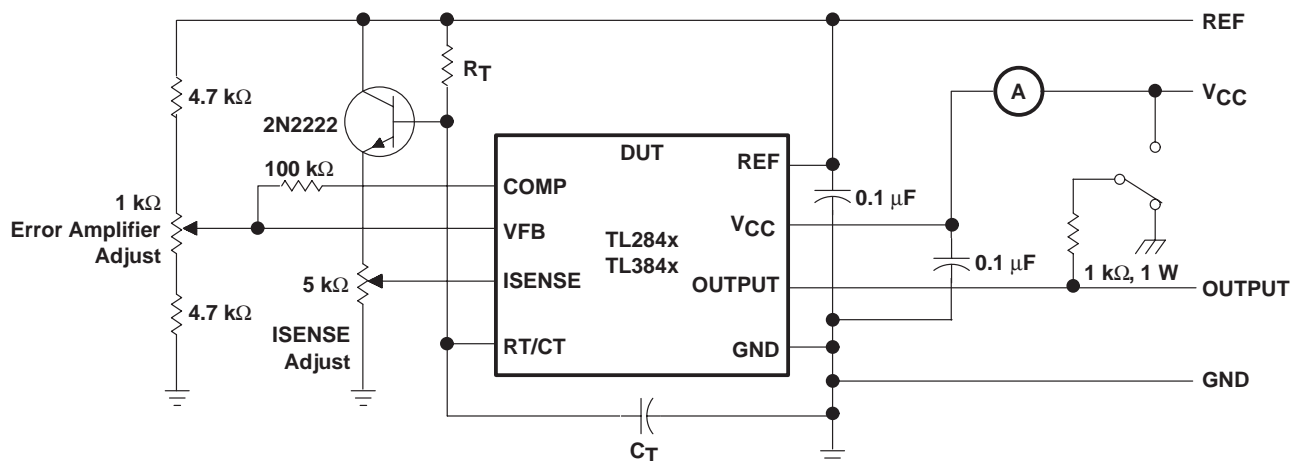 REF
R_T
A
V_CC
4.7 kΩ
2N2222
DUT
REF
100 kΩ
COMP
0.1 µF
1 kΩ
Error Amplifier
Adjust
VFB
V_CC
TL284x
TL384x
0.1 µF
5 kΩ
ISENSE
OUTPUT
1 kΩ, 1 W
OUTPUT
4.7 kΩ
ISENSE
Adjust
RT/CT
GND
GND
C_T